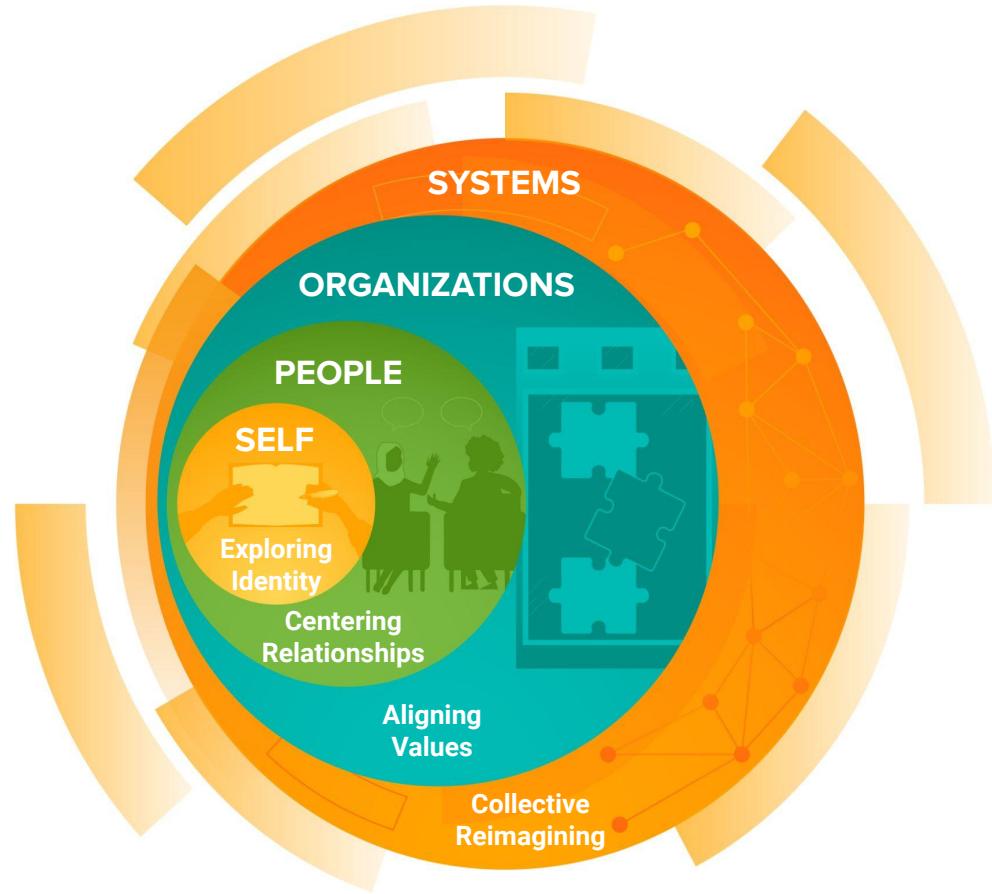 SYSTEMS
ORGANIZATIONS
PEOPLE
SELF
Exploring
Identity
Centering
Relationships
Aligning
Values
Collective
Reimagining